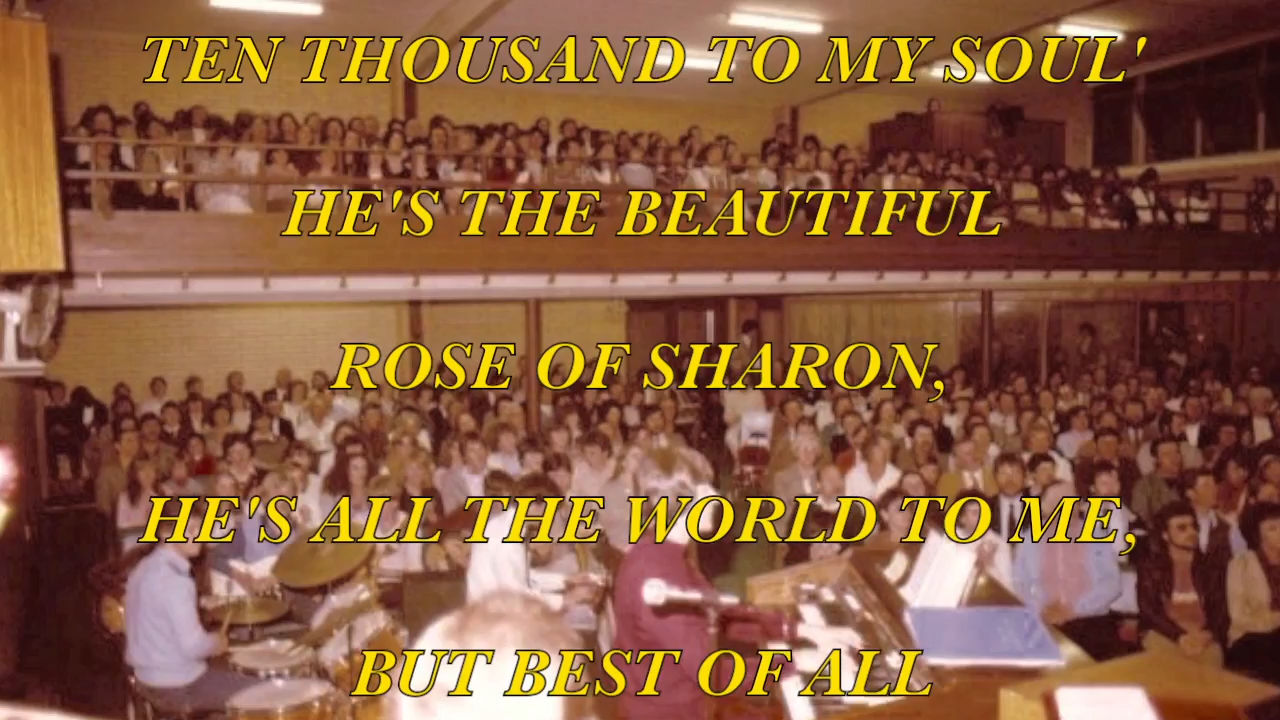 TEN THOUSAND TO MY SOUL'
HE'S THE BEAUTIFUL
ROSE OF SHARON,
HE'S ALL THE WORLD TO ME,
BUT BEST OF ALL